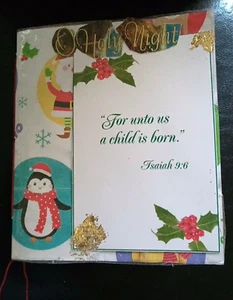 O Holy Night
“For unto us
a child is born.”
Isaiah 9:6